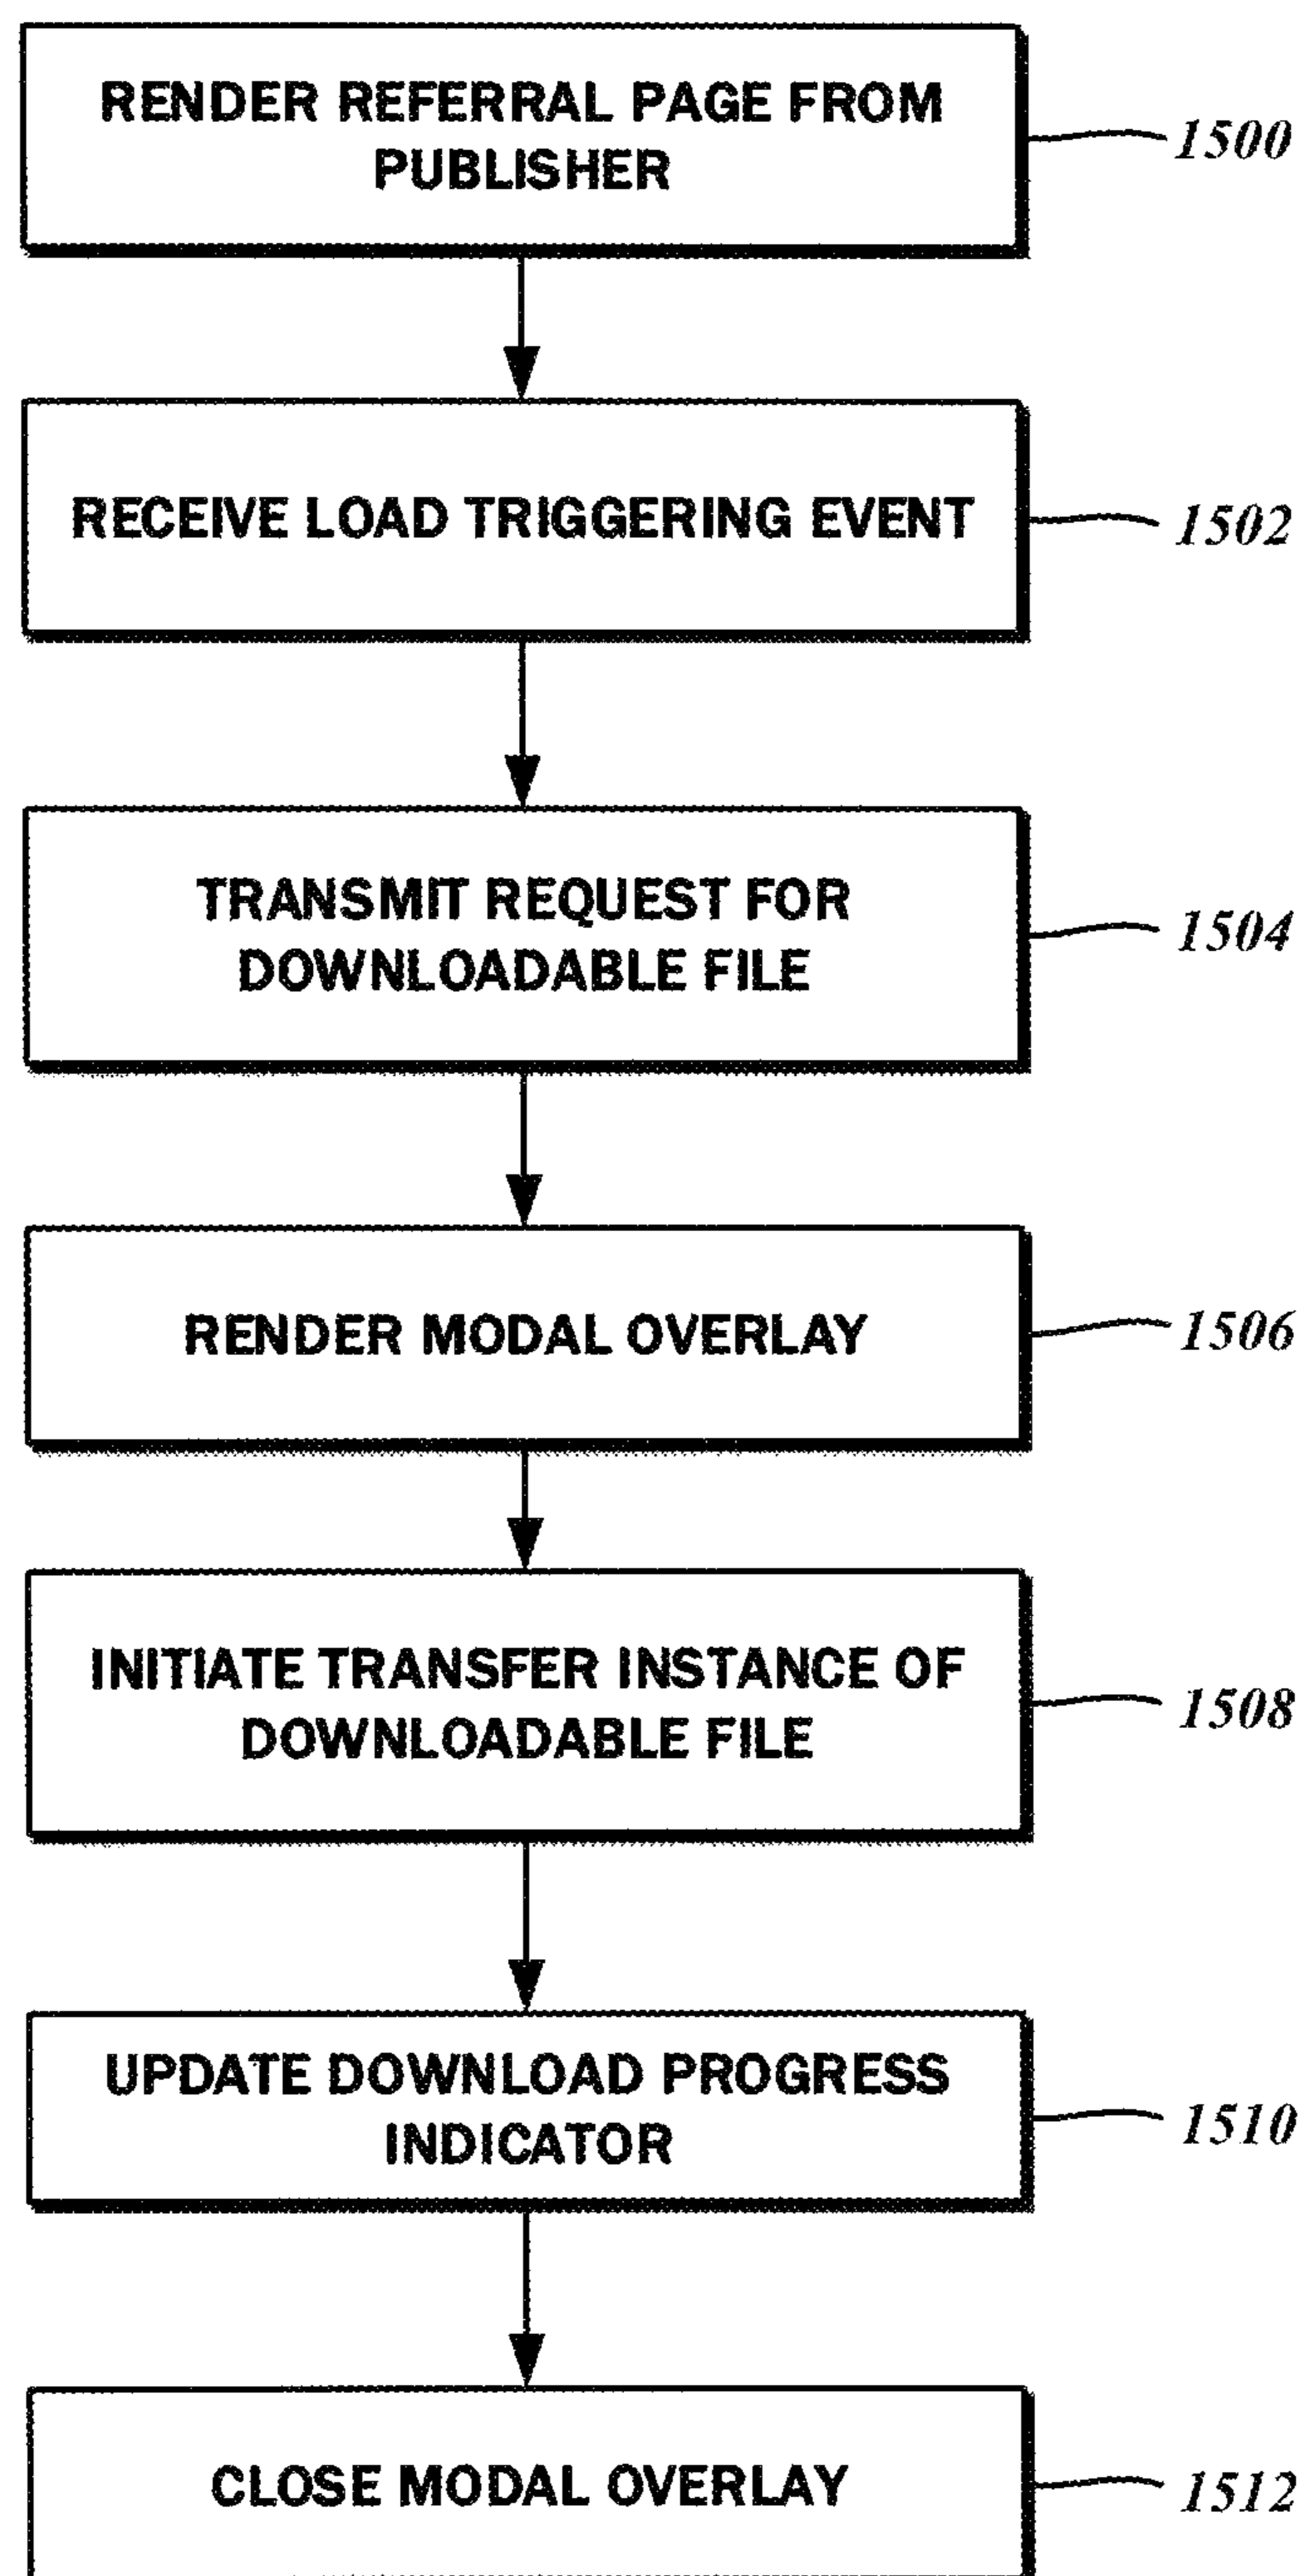 RENDER REFERRAL PAGE FROM
PUBLISHER
1500
RECEIVE LOAD TRIGGERING EVENT
1502
TRANSMIT REQUEST FOR
DOWNLOADABLE FILE
1504
RENDER MODAL OVERLAY
1506
INITIATE TRANSFER INSTANCE OF
DOWNLOADABLE FILE
1508
UPDATE DOWNLOAD PROGRESS
INDICATOR
1510
CLOSE MODAL OVERLAY
1512